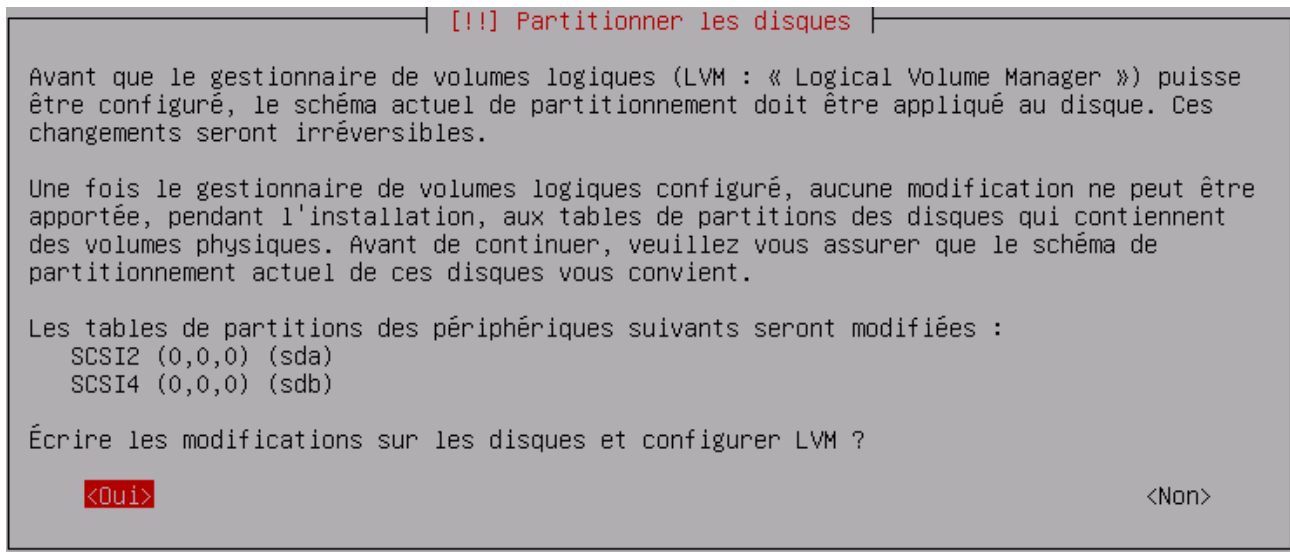 [!!] Partitionner les disques
Avant que le gestionnaire de volumes logiques (LVM : « Logical Volume Manager ») puisse
être configuré, le schéma actuel de partitionnement doit être appliqué au disque. Ces
changements seront irréversibles.
Une fois le gestionnaire de volumes logiques configuré, aucune modification ne peut être
apportée, pendant l'installation, aux tables de partitions des disques qui contiennent
des volumes physiques. Avant de continuer, veuillez vous assurer que le schéma de
partitionnement actuel de ces disques vous convient.
Les tables de partitions des périphériques suivants seront modifiées :
SCSI2 (0,0,0) (sda)
SCSI4 (0,0,0) (sdb)
Écrire les modifications sur les disques et configurer LVM ?
<Oui> <Non>